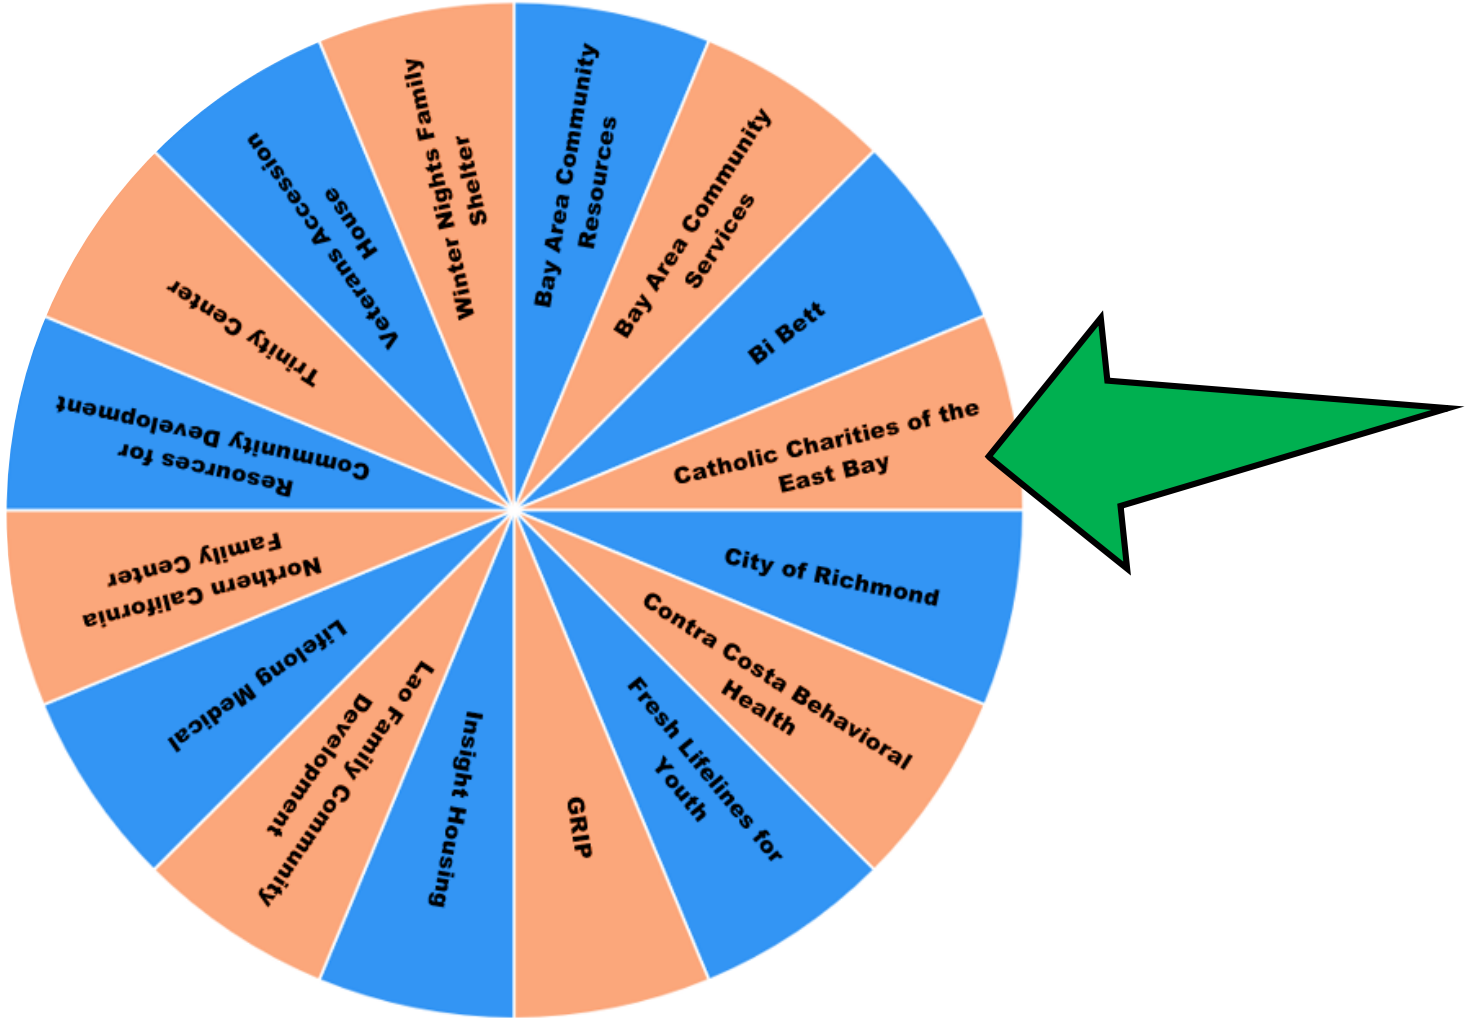 Bay Area Community
Resources
Bay Area Community
Services
Bi Bett
Catholic Charities of the
East Bay
City of Richmond
Contra Costa Behavioral
Health
Fresh Lifelines for
Youth
GRIP
Insight Housing
Lao Family Community
Development
Lifelong Medical
Northern California
Family Center
Resources for
Community Development
Trinity Center
Veterans Accession
House
Winter Nights Family
Shelter